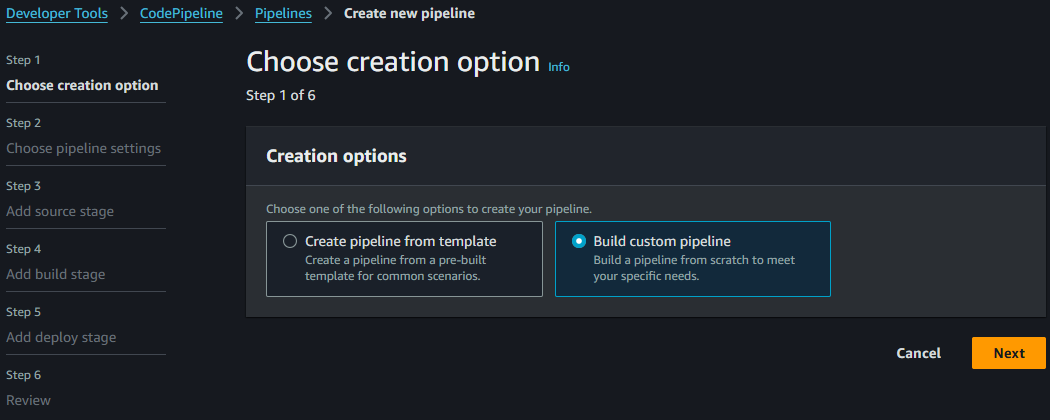 Developer Tools > CodePipeline > Pipelines > Create new pipeline
Step 1
Choose creation option
Step 2
Choose pipeline settings
Step 3
Add source stage
Step 4
Add build stage
Step 5
Add deploy stage
Step 6
Review
Choose creation option Info
Step 1 of 6
Creation options
Choose one of the following options to create your pipeline.
Create pipeline from template
Create a pipeline from a pre-built
template for common scenarios.
Build custom pipeline
Build a pipeline from scratch to meet
your specific needs.
Cancel
Next